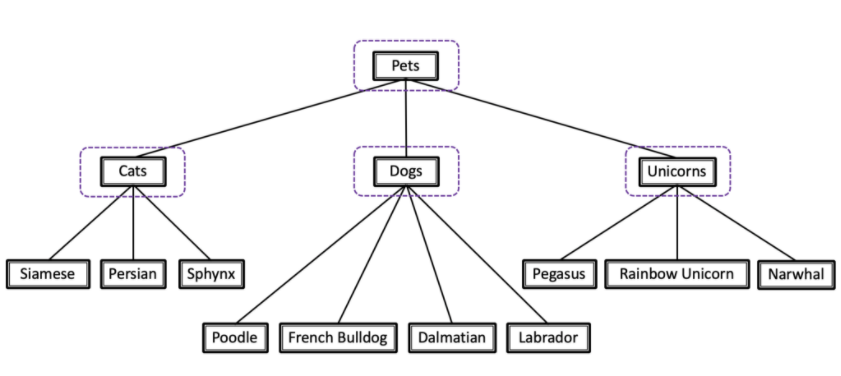 Pets
Cats
Dogs
Unicorns
Siamese
Persian
Sphynx
Pegasus
Rainbow Unicorn
Narwhal
Poodle
French Bulldog
Dalmatian
Labrador